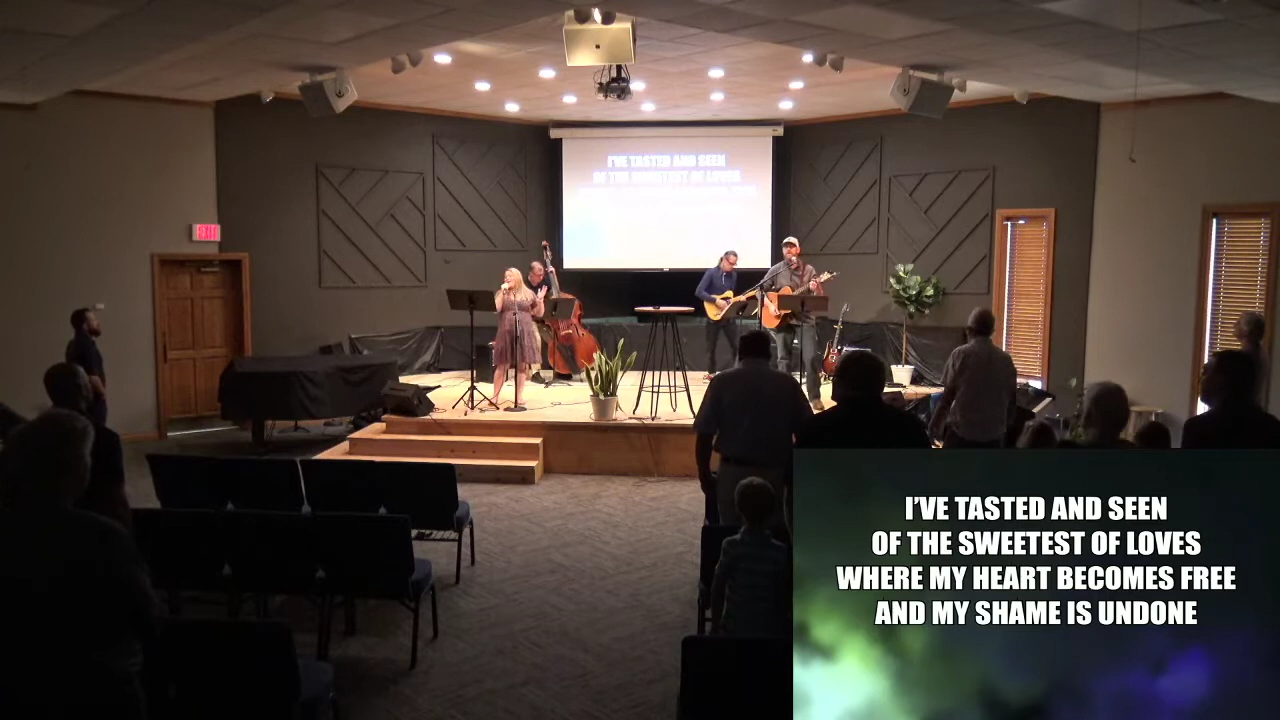 EXIT
I'VE TASTED AND SEEN
OF THE SWEETEST OF LOVES
I'VE TASTED AND SEEN
OF THE SWEETEST OF LOVES
WHERE MY HEART BECOMES FREE
AND MY SHAME IS UNDONE